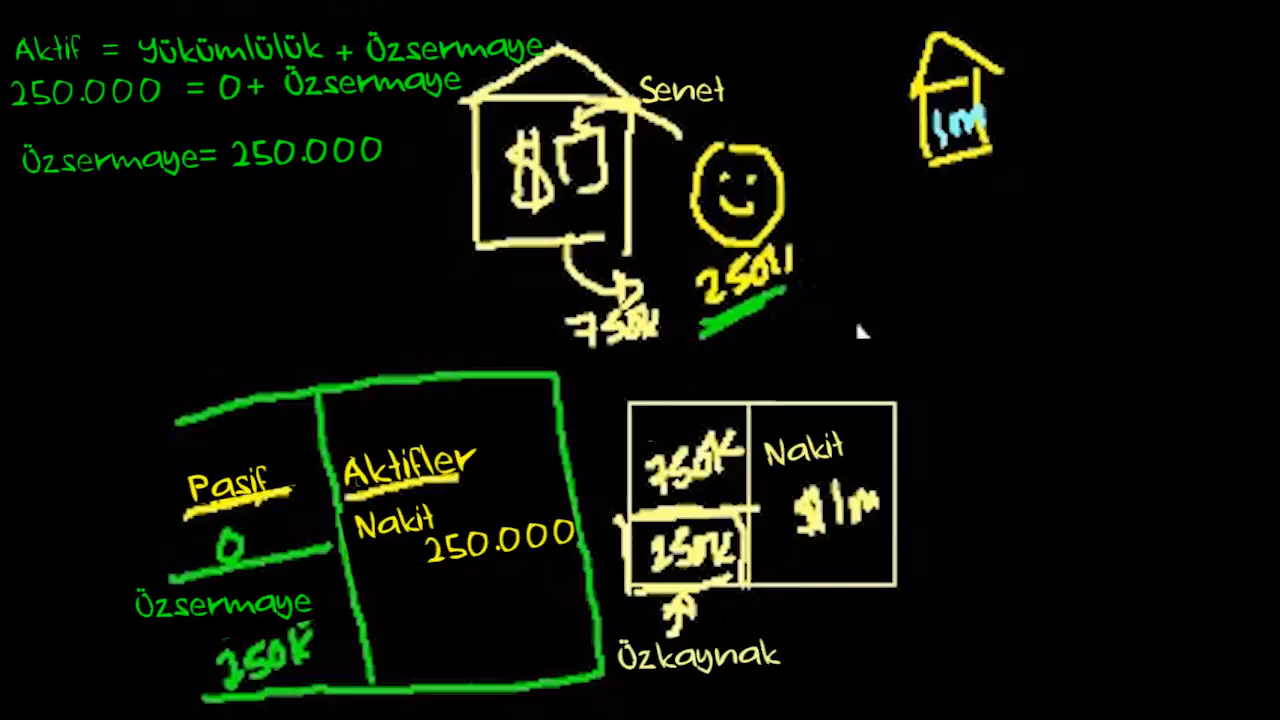 Aktif = Yükümlülük + Özsermaye
250.000 = 0 + Özsermaye
Özsermaye = 250.000
Senet
$
1m
250K
750K
Pasif
Aktifler
0
Nakit
250.000
Özsermaye
250K
750K
Nakit
$1m
250K
Özkaynak